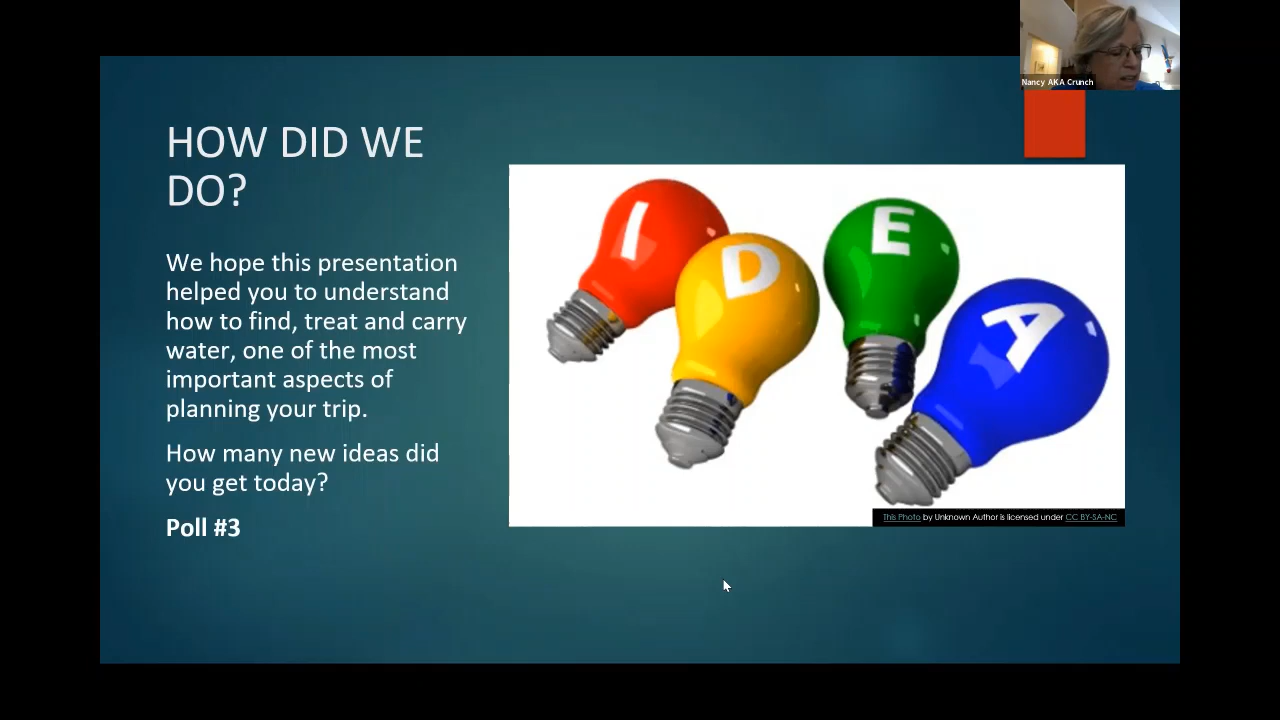 Nancy AKA Crunch
HOW DID WE
DO?
We hope this presentation
helped you to understand
how to find, treat and carry
water, one of the most
important aspects of
planning your trip.
How many new ideas did
you get today?
Poll #3
I
D
E
A
This Photo by Unknown Author is licensed under CC BY-SA-NC